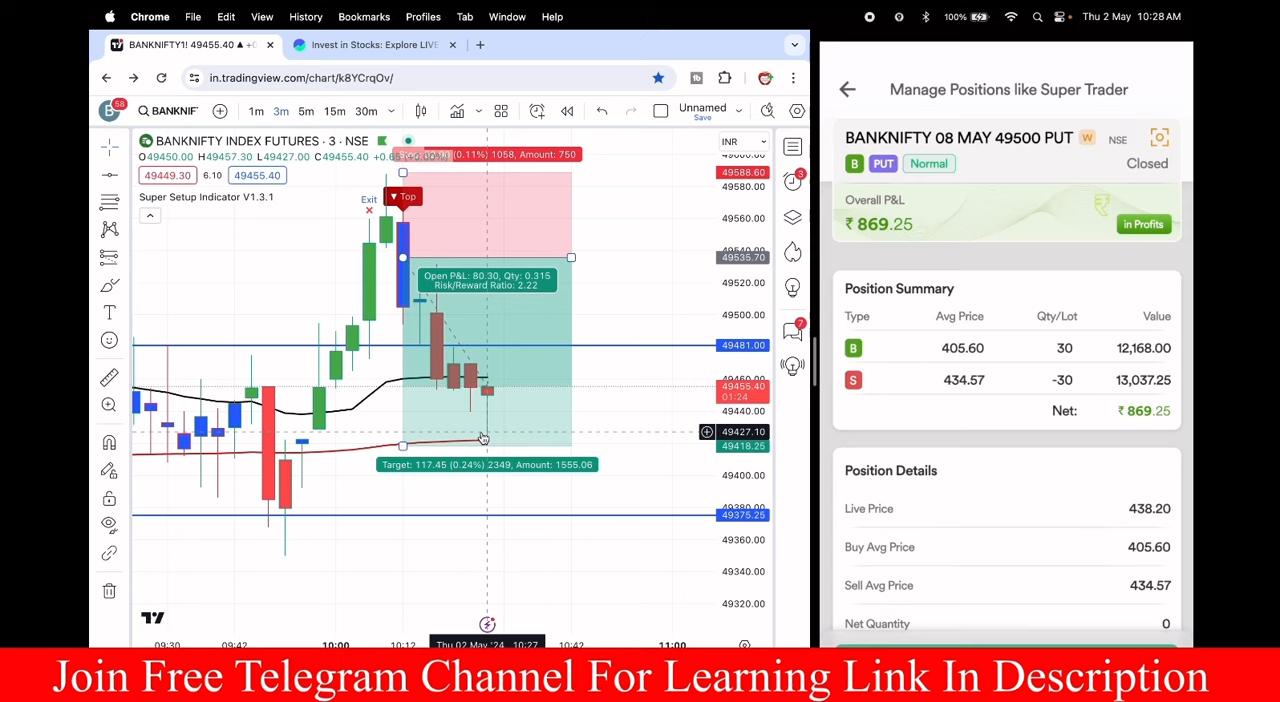 Chrome File Edit View History Bookmarks Profiles Tab Window Help
100% Thu 2 May 10:28 AM
BANKNIFTY1! 49455.40 ▲ +0 Invest in Stocks: Explore LIVE
in.tradingview.com/chart/k8YCrqOv/
58
BANKNIF 1m 3m 5m 15m 30m Unnamed
Save
BANKNIFTY INDEX FUTURES · 3 · NSE
O49450.00 H49457.30 L49427.00 C49455.40
(0.11%) 1058, Amount: 750
49449.30 6.10 49455.40
Super Setup Indicator V1.3.1
Exit
Top
Open P&L: 80.30, Qty: 0.315
Risk/Reward Ratio: 2.22
Target: 117.45 (0.24%) 2349, Amount: 1555.06
INR
49588.60
49580.00
49560.00
49535.70
49520.00
49500.00
49481.00
49455.40
01:24
49440.00
49427.10
49418.25
49400.00
49375.25
49360.00
49340.00
49320.00
09:30 09:42 10:00 10:12 Thu 02 May '24 10:27 10:42 11:00
3
7
Manage Positions like Super Trader
BANKNIFTY 08 MAY 49500 PUT W NSE
B PUT Normal Closed
Overall P&L
₹ 869.25 in Profits
Position Summary
Type Avg Price Qty/Lot Value
B 405.60 30 12,168.00
S 434.57 -30 13,037.25
Net: ₹ 869.25
Position Details
Live Price 438.20
Buy Avg Price 405.60
Sell Avg Price 434.57
Net Quantity 0
Join Free Telegram Channel For Learning Link In Description